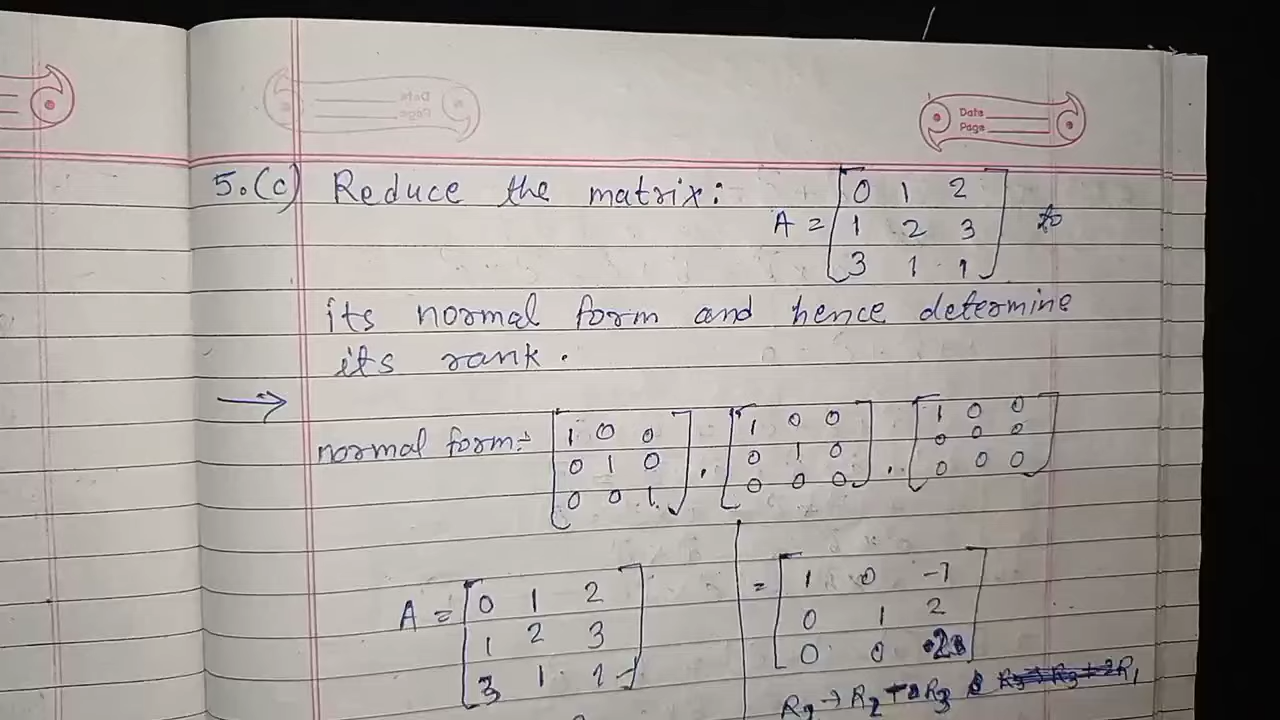 Date
Page
Date
Page
5.(c) Reduce the matrix: A = [0 1 2
1 2 3
3 1 1] to
its normal form and hence determine
its rank.
→
normal form:- [1 0 0
0 1 0
0 0 1], [1 0 0
0 1 0
0 0 0], [1 0 0
0 0 0
0 0 0]
A = [0 1 2
1 2 3
3 1 1]
= [1 0 -1
0 1 2
0 0 2]